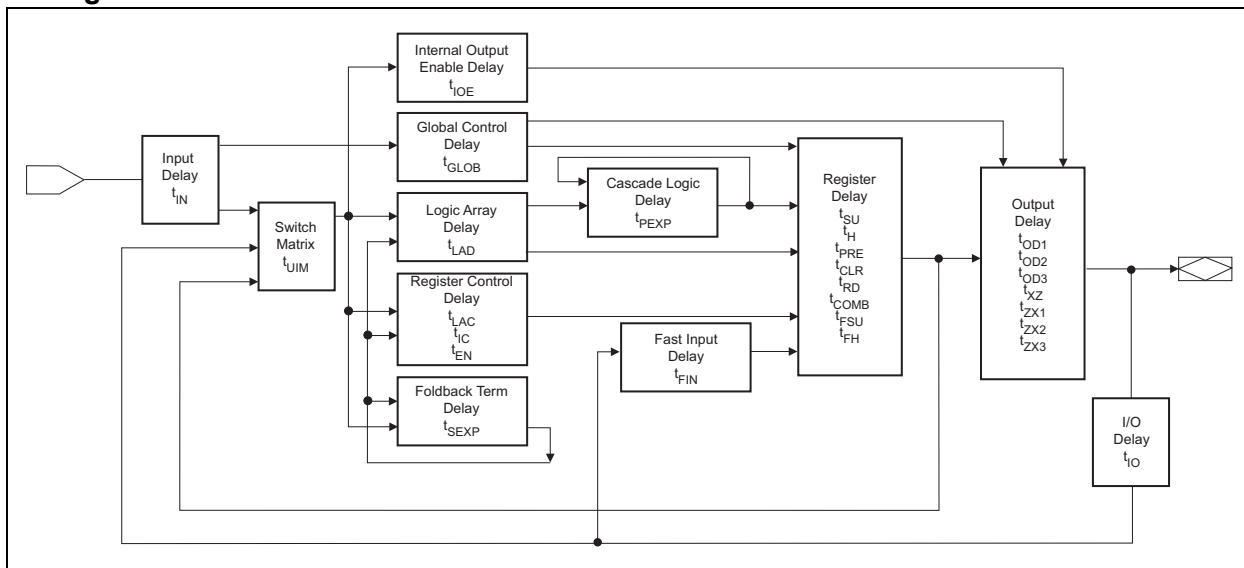 Internal Output
Enable Delay
tIOE
Global Control
Delay
tGLOB
Input
Delay
tIN
Switch
Matrix
tUIM
Logic Array
Delay
tLAD
Cascade Logic
Delay
tPEXP
Register Control
Delay
tLAC
tIC
tEN
Foldback Term
Delay
tSEXP
Fast Input
Delay
tFIN
Register
Delay
tSU
tH
tPRE
tCLR
tRD
tCOMB
tFSU
tFH
Output
Delay
tOD1
tOD2
tOD3
tXZ
tZX1
tZX2
tZX3
I/O
Delay
tIO